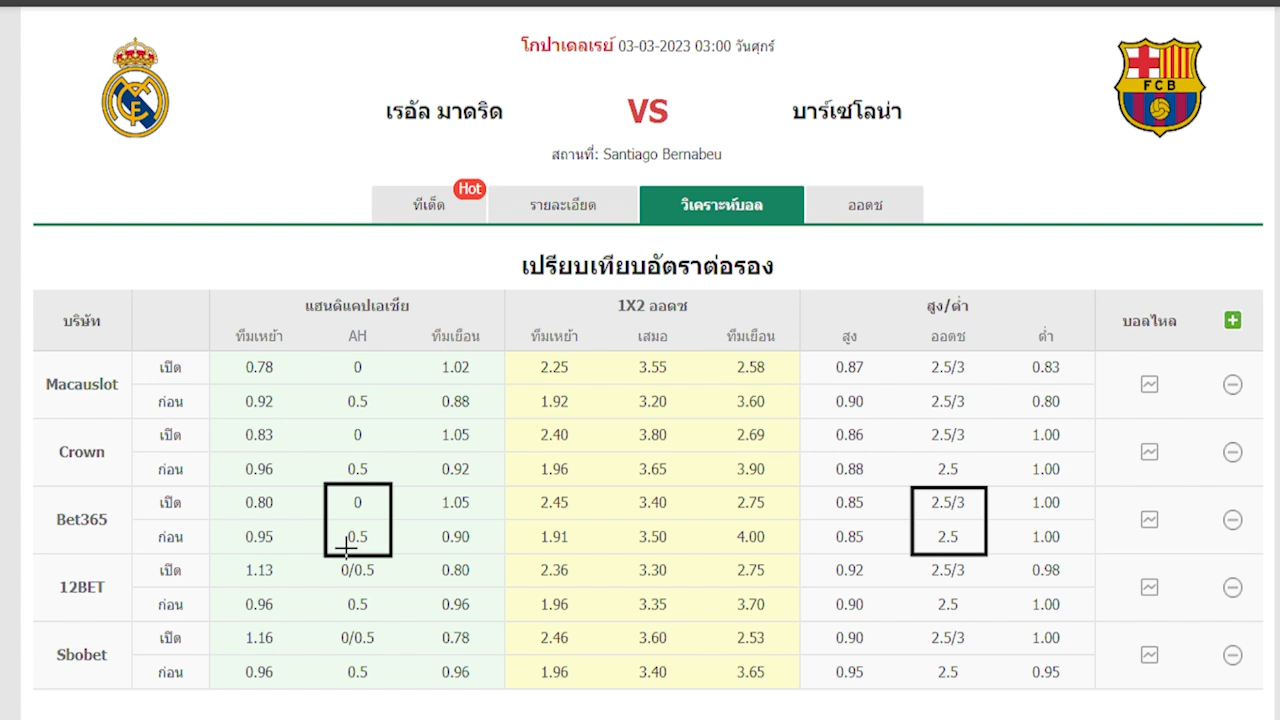 โกปาเดลเรย์ 03-03-2023 03:00 วันศุกร์
เรอัล มาดริด VS บาร์เซโลน่า
FCB
สถานที่: Santiago Bernabeu
ทีเด็ด Hot รายละเอียด วิเคราะห์บอล ออดช
เปรียบเทียบอัตราต่อรอง
บริษัท แฮนดิแคปเอเชีย 1X2 ออดซ สูง/ต่ำ บอลไหล
ทีมเหย้า AH ทีมเยือน ทีมเหย้า เสมอ ทีมเยือน สูง ออดช ต่ำ
Macauslot เปิด 0.78 0 1.02 2.25 3.55 2.58 0.87 2.5/3 0.83
ก่อน 0.92 0.5 0.88 1.92 3.20 3.60 0.90 2.5/3 0.80
Crown เปิด 0.83 0 1.05 2.40 3.80 2.69 0.86 2.5/3 1.00
ก่อน 0.96 0.5 0.92 1.96 3.65 3.90 0.88 2.5 1.00
Bet365 เปิด 0.80 0 1.05 2.45 3.40 2.75 0.85 2.5/3 1.00
ก่อน 0.95 0.5 0.90 1.91 3.50 4.00 0.85 2.5 1.00
12BET เปิด 1.13 0/0.5 0.80 2.36 3.30 2.75 0.92 2.5/3 0.98
ก่อน 0.96 0.5 0.96 1.96 3.35 3.70 0.90 2.5 1.00
Sbobet เปิด 1.16 0/0.5 0.78 2.46 3.60 2.53 0.90 2.5/3 1.00
ก่อน 0.96 0.5 0.96 1.96 3.40 3.65 0.95 2.5 0.95